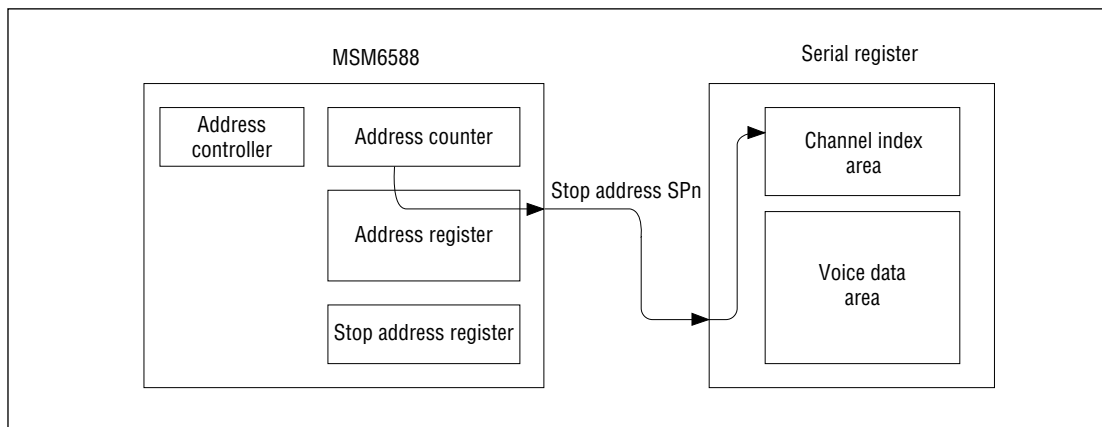 MSM6588
Serial register
Address
controller
Address counter
Channel index
area
Stop address SPn
Address register
Voice data
area
Stop address register